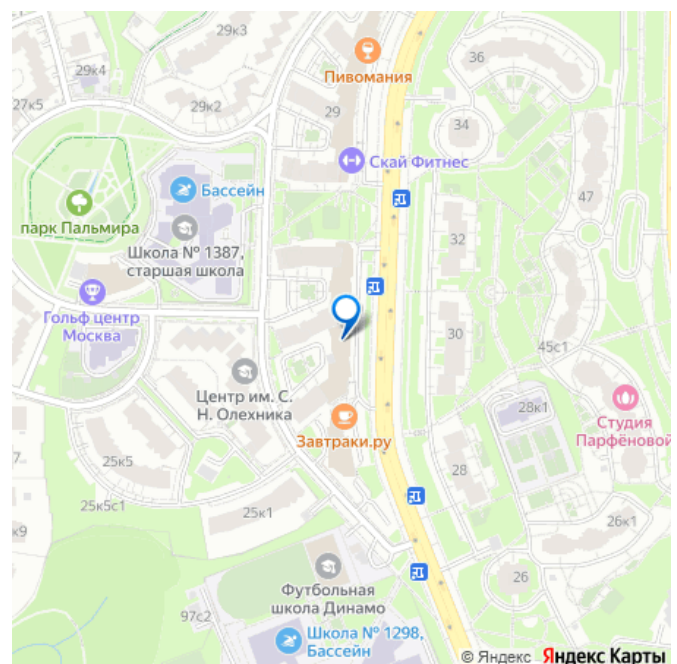 29к3
Пивомания
36
29к4
27к5
29к2
29
34
Скай Фитнес
Бассейн
47
парк Пальмира
Школа № 1387,
старшая школа
32
Гольф центр
Москва
30
45с1
Центр им. С.
Н. Олехника
28к1
Студия
Парфёновой
Завтраки.ру
7..
25к5
28
25к5с1
25к1
26к1
к9
Футбольная
школа Динамо
26
97с2
Школа № 1298,
Бассейн
© Яндекс Яндекс Карты